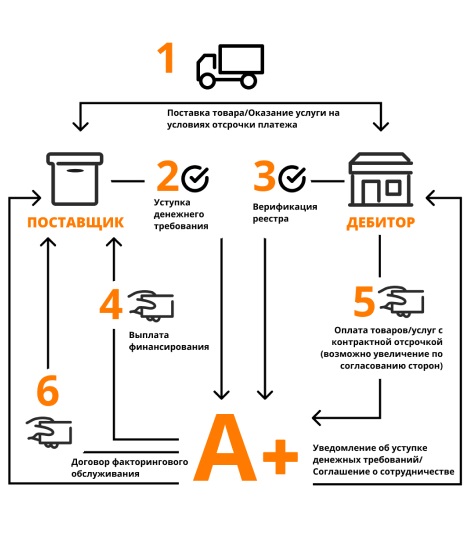 1
Поставка товара/Оказание услуги на
условиях отсрочки платежа
2
3
ПОСТАВЩИК
Уступка
денежного
требования
Верификация
реестра
ДЕБИТОР
4
Выплата
финансирования
5
Оплата товаров/услуг с
контрактной отсрочкой
(возможно увеличение по
согласованию сторон)
6
A+
Договор факторингового
обслуживания
Уведомление об уступке
денежных требований/
Соглашение о сотрудничестве